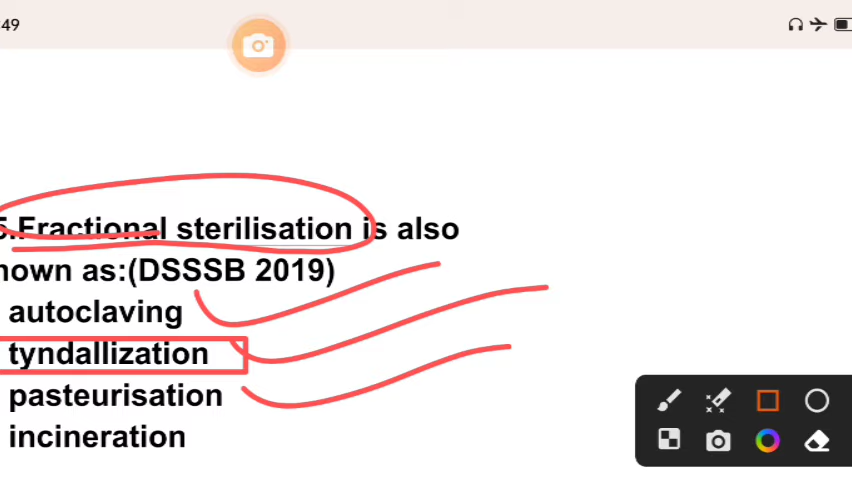 :49
5.Fractional sterilisation is also
nown as:(DSSSB 2019)
autoclaving
tyndallization
pasteurisation
incineration